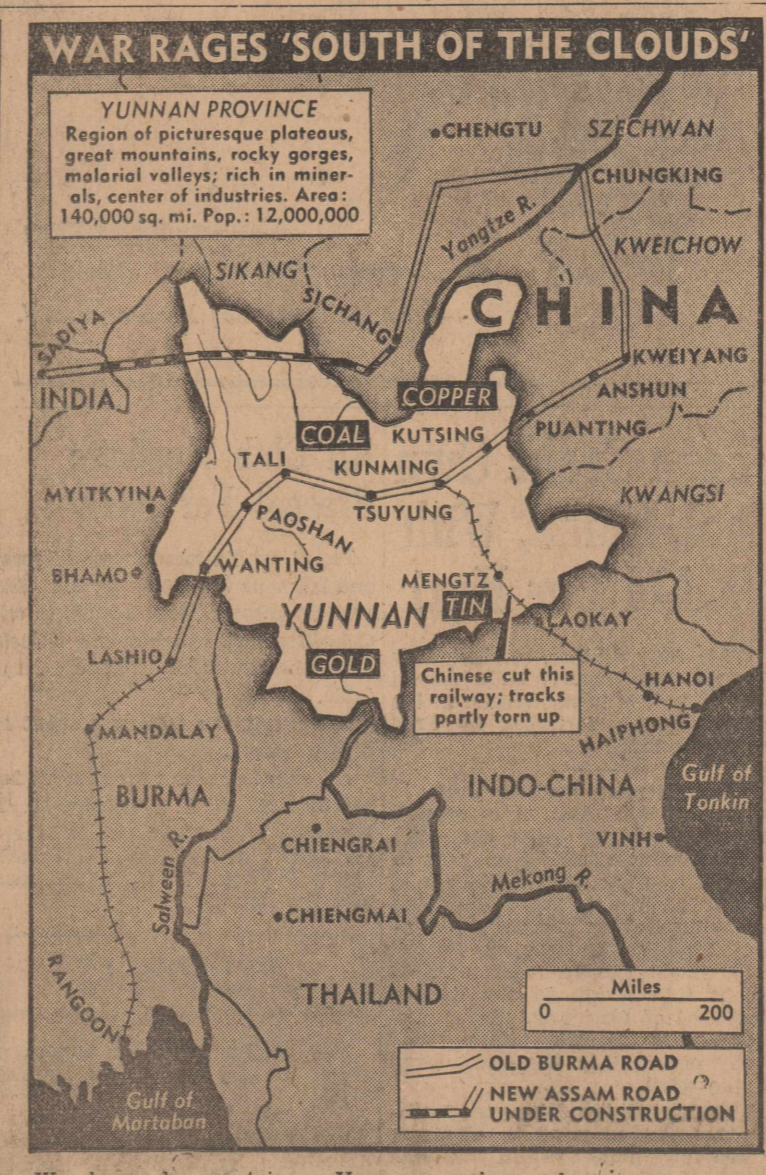 WAR RAGES 'SOUTH OF THE CLOUDS'
YUNNAN PROVINCE
Region of picturesque plateaus,
great mountains, rocky gorges,
malarial valleys; rich in miner-
als, center of industries. Area:
140,000 sq. mi. Pop.: 12,000,000
CHENGTU
SZECHWAN
CHUNGKING
Yangtze R.
KWEICHOW
SIKANG
SICHANG
CHINA
SADIYA
INDIA
KWEIYANG
ANSHUN
COPPER
PUANTING
COAL
KUTSING
TALI
KUNMING
MYITKYINA
TSUYUNG
KWANGSI
PAOSHAN
BHAMO
WANTING
MENGTZ
YUNNAN
TIN
LAOKAY
LASHIO
GOLD
Chinese cut this
railway; tracks
partly torn up
HANOI
HAIPHONG
MANDALAY
BURMA
INDO-CHINA
Gulf of
Tonkin
CHIENGRAI
VINH
Salween R.
Mekong R.
CHIENGMAI
RANGOON
THAILAND
Miles
0 200
OLD BURMA ROAD
NEW ASSAM ROAD
UNDER CONSTRUCTION
Gulf of
Martaban